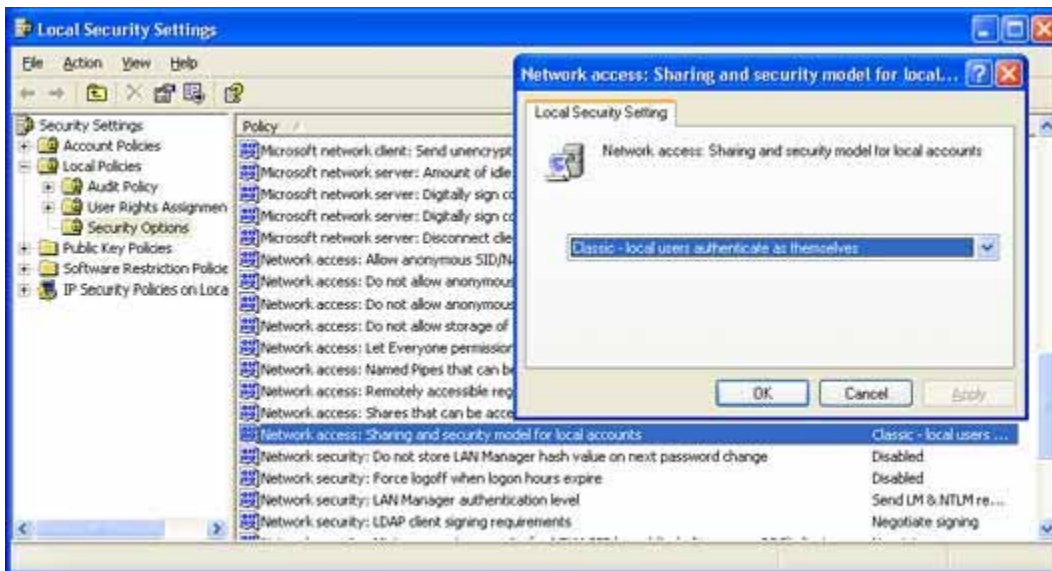 Local Security Settings
File Action View Help
Security Settings
Account Policies
Local Policies
Audit Policy
User Rights Assignmen
Security Options
Public Key Policies
Software Restriction Policie
IP Security Policies on Loca
Policy
Microsoft network client: Send unencrypt
Microsoft network server: Amount of idle
Microsoft network server: Digitally sign co
Microsoft network server: Digitally sign co
Microsoft network server: Disconnect clie
Network access: Allow anonymous SID/N
Network access: Do not allow anonymous
Network access: Do not allow anonymous
Network access: Do not allow storage of
Network access: Let Everyone permission
Network access: Named Pipes that can be
Network access: Remotely accessible reg
Network access: Shares that can be acce
Network access: Sharing and security model for local accounts Classic - local users ...
Network security: Do not store LAN Manager hash value on next password change Disabled
Network security: Force logoff when logon hours expire Disabled
Network security: LAN Manager authentication level Send LM & NTLM re...
Network security: LDAP client signing requirements Negotiate signing
Network access: Sharing and security model for local...
Local Security Setting
Network access: Sharing and security model for local accounts
Classic - local users authenticate as themselves
OK Cancel Apply